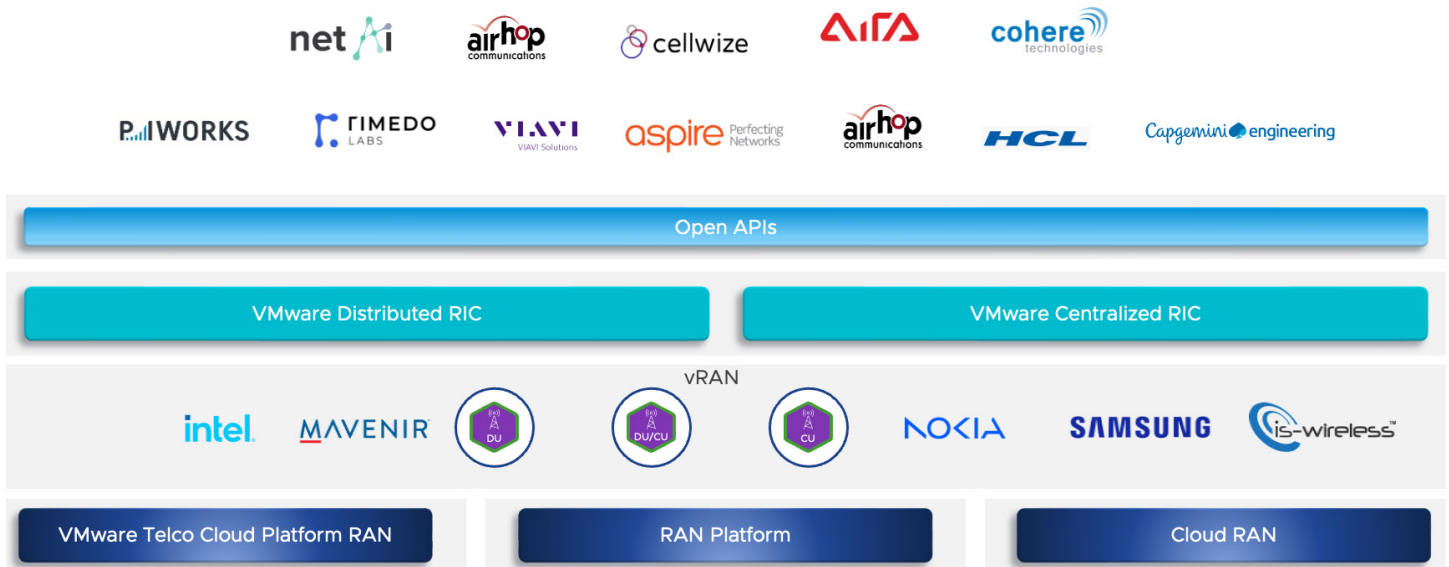 net Ai
airhop
communications
cellwize
AIRA
cohere
technologies
P.I WORKS
RIMEDO
LABS
VIAVI
VIAVI Solutions
aspire Perfecting
Networks
airhop
communications
HCL
Capgemini engineering
Open APIs
VMware Distributed RIC
VMware Centralized RIC
vRAN
intel.
MAVENIR
DU
DU/CU
CU
NOKIA
SAMSUNG
is-wireless™
VMware Telco Cloud Platform RAN
RAN Platform
Cloud RAN